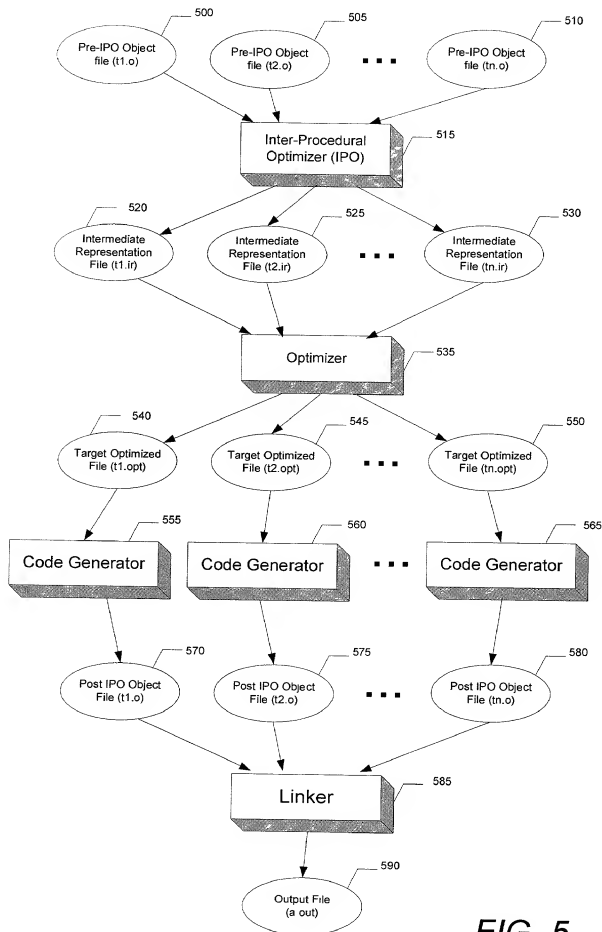 500
505
510
Pre-IPO Object
file (t1.o)
Pre-IPO Object
file (t2.o)
Pre-IPO Object
file (tn.o)
Inter-Procedural
Optimizer (IPO)
515
520
525
530
Intermediate
Representation
File (t1.ir)
Intermediate
Representation
File (t2.ir)
Intermediate
Representation
File (tn.ir)
Optimizer
535
540
545
550
Target Optimized
File (t1.opt)
Target Optimized
File (t2.opt)
Target Optimized
File (tn.opt)
555
560
565
Code Generator
Code Generator
Code Generator
570
575
580
Post IPO Object
File (t1.o)
Post IPO Object
File (t2.o)
Post IPO Object
File (tn.o)
Linker
585
590
Output File
(a out)
FIG. 5